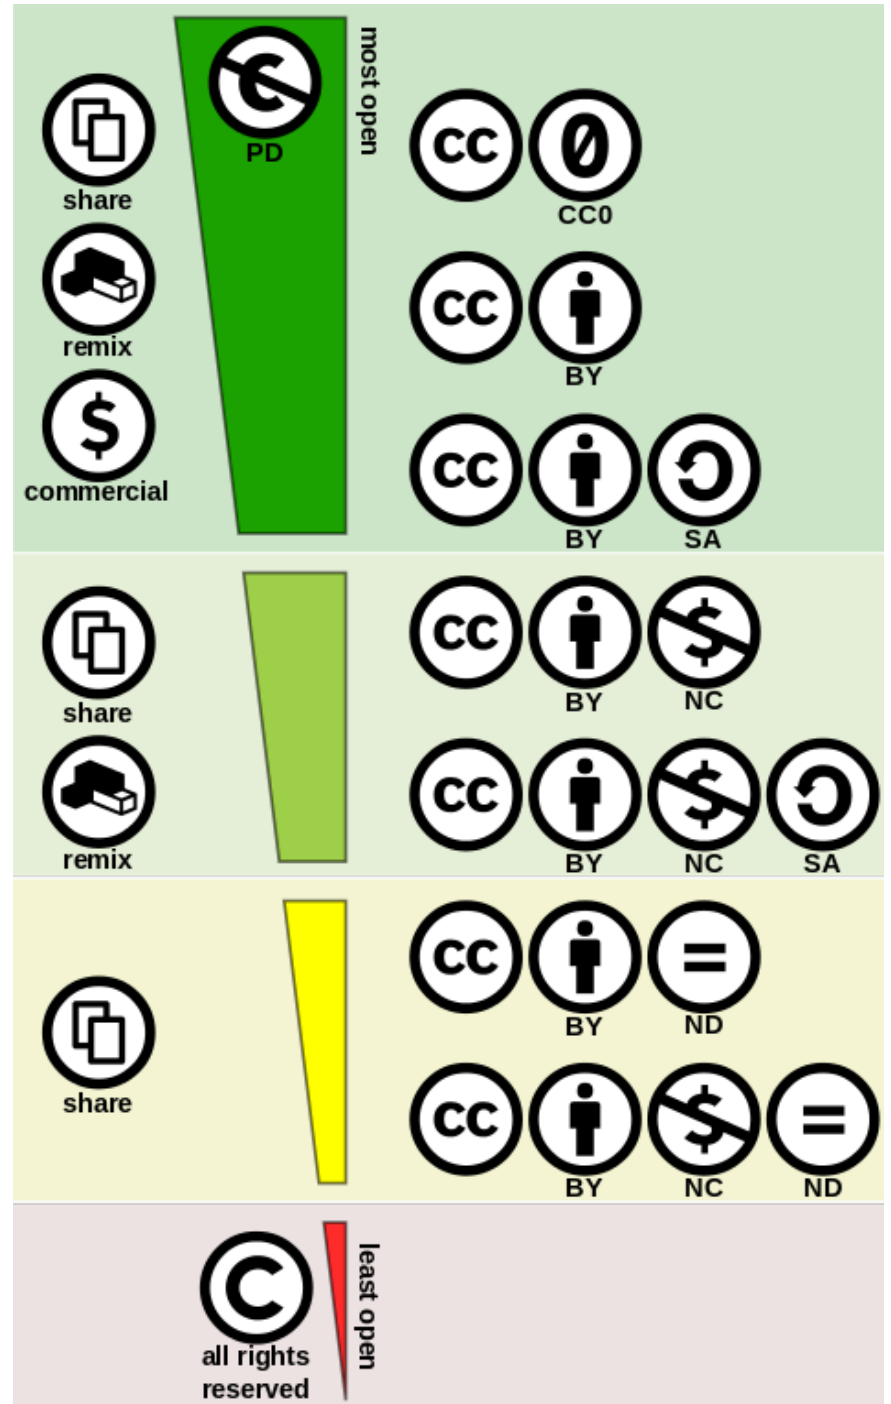 most open
PD
share
remix
commercial
cc 0
CC0
cc
BY
cc
BY SA
share
remix
cc $
BY NC
cc $
BY NC SA
share
cc =
BY ND
cc $ =
BY NC ND
C
all rights
reserved
least open